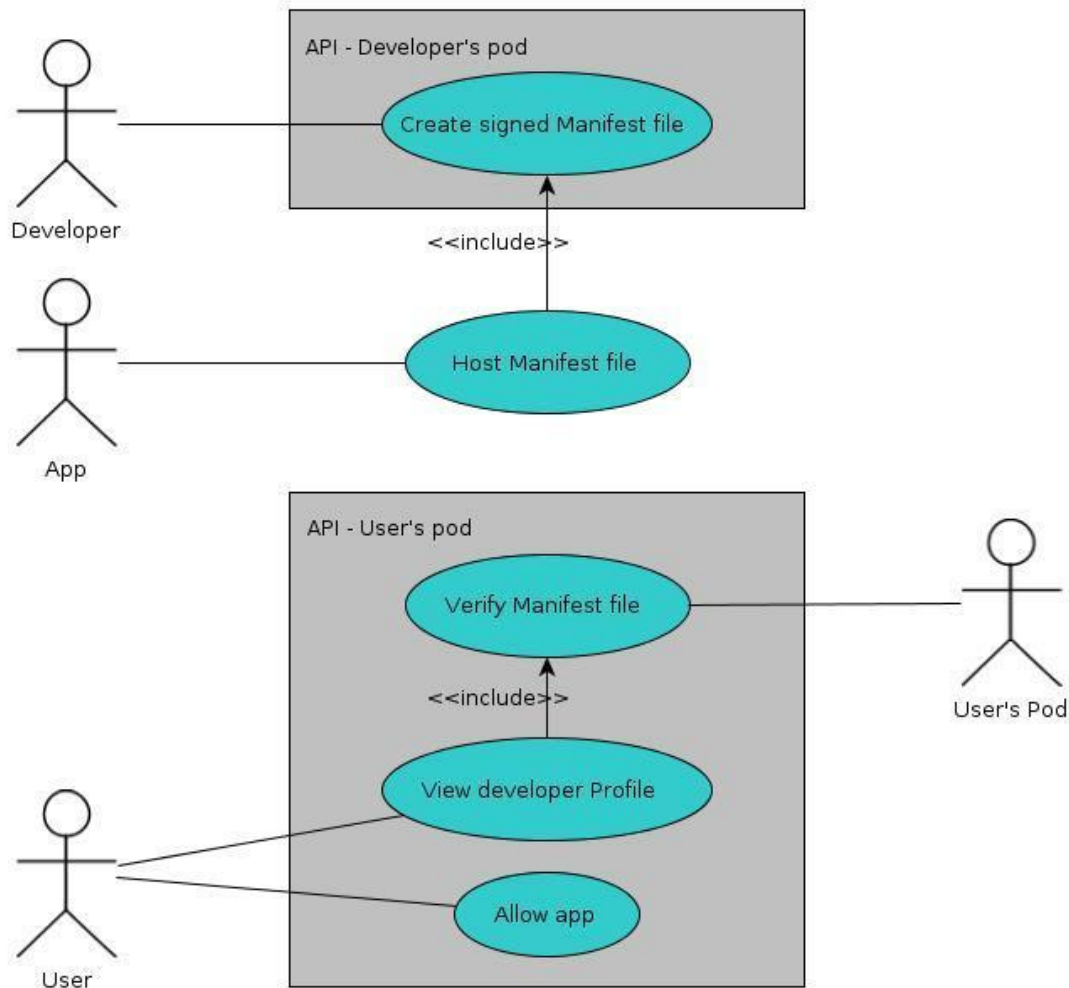 API - Developer's pod
Create signed Manifest file
Developer
<<include>>
Host Manifest file
App
API - User's pod
Verify Manifest file
User's Pod
<<include>>
View developer Profile
Allow app
User